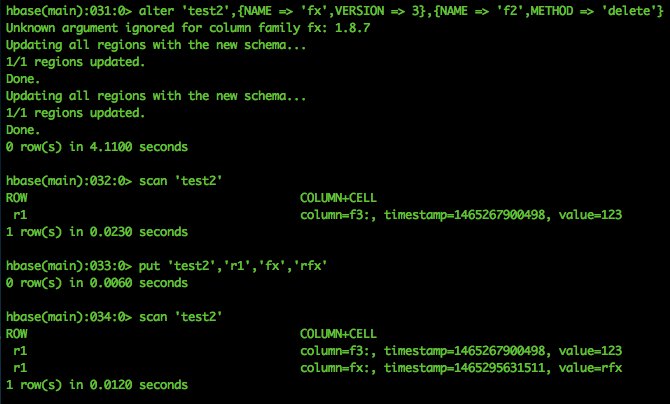 hbase(main):031:0> alter 'test2',{NAME => 'fx',VERSION => 3},{NAME => 'f2',METHOD => 'delete'}
Unknown argument ignored for column family fx: 1.8.7
Updating all regions with the new schema...
1/1 regions updated.
Done.
Updating all regions with the new schema...
1/1 regions updated.
Done.
0 row(s) in 4.1100 seconds
hbase(main):032:0> scan 'test2'
ROW COLUMN+CELL
r1 column=f3:, timestamp=1465267900498, value=123
1 row(s) in 0.0230 seconds
hbase(main):033:0> put 'test2','r1','fx','rfx'
0 row(s) in 0.0060 seconds
hbase(main):034:0> scan 'test2'
ROW COLUMN+CELL
r1 column=f3:, timestamp=1465267900498, value=123
r1 column=fx:, timestamp=1465295631511, value=rfx
1 row(s) in 0.0120 seconds